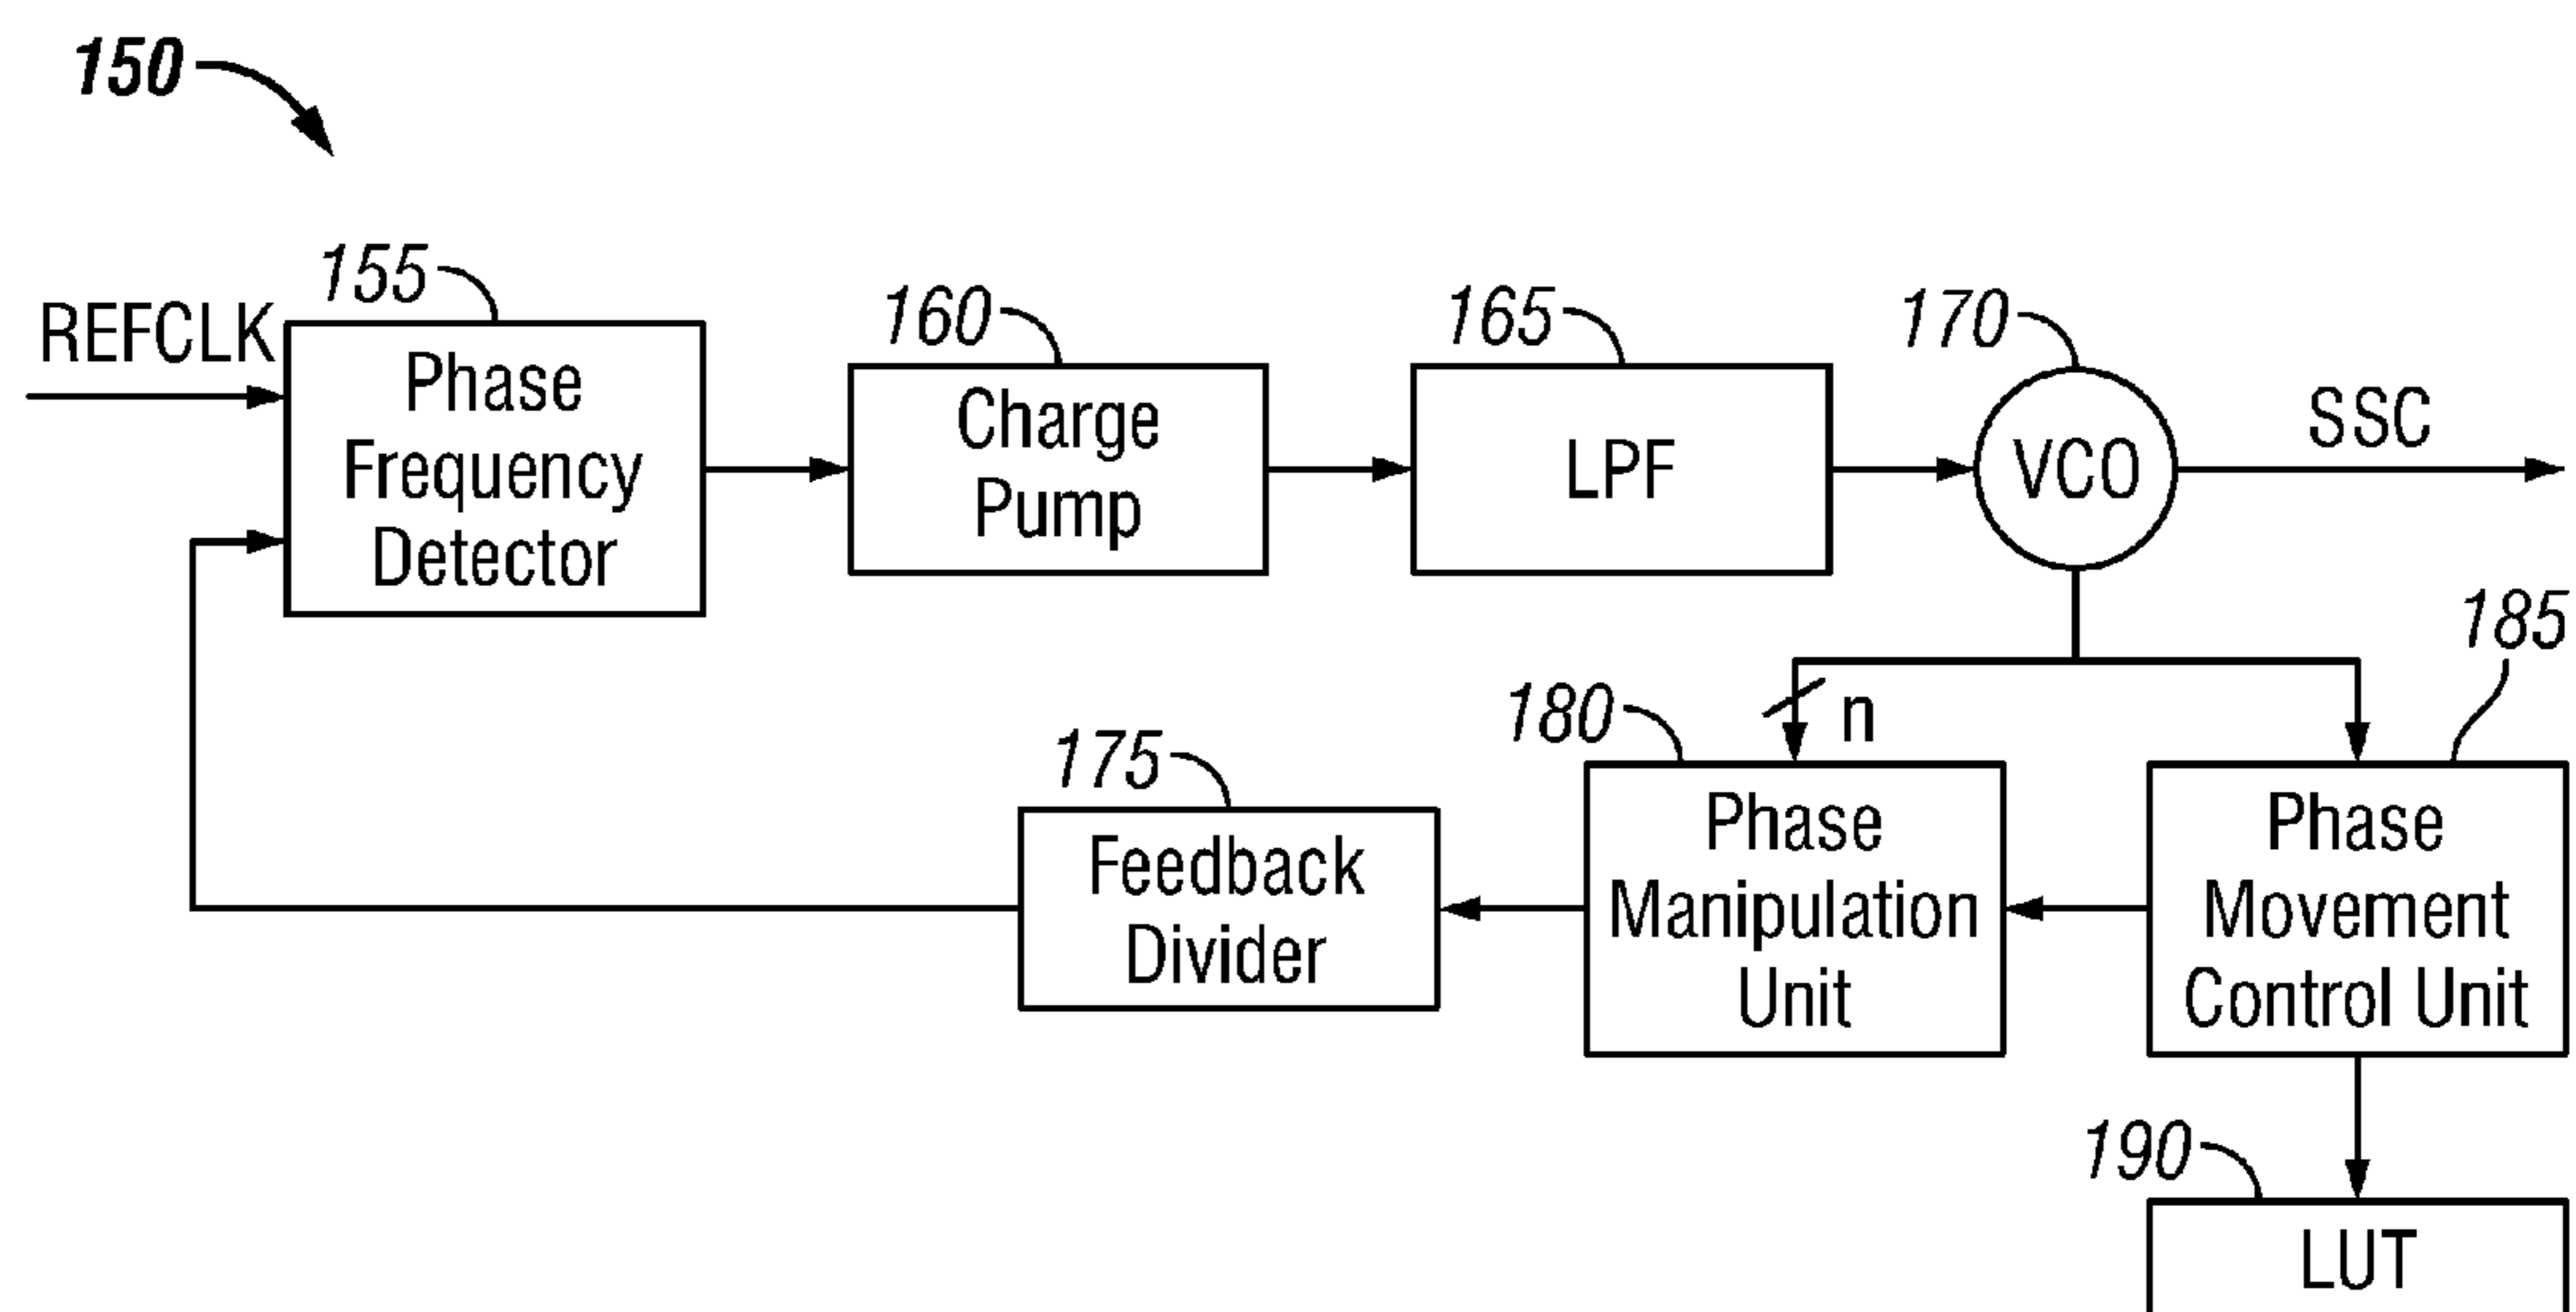 150
155
REFCLK
Phase
Frequency
Detector
160
Charge
Pump
165
LPF
170
VCO
SSC
175
Feedback
Divider
180
n
Phase
Manipulation
Unit
185
Phase
Movement
Control Unit
190
LUT